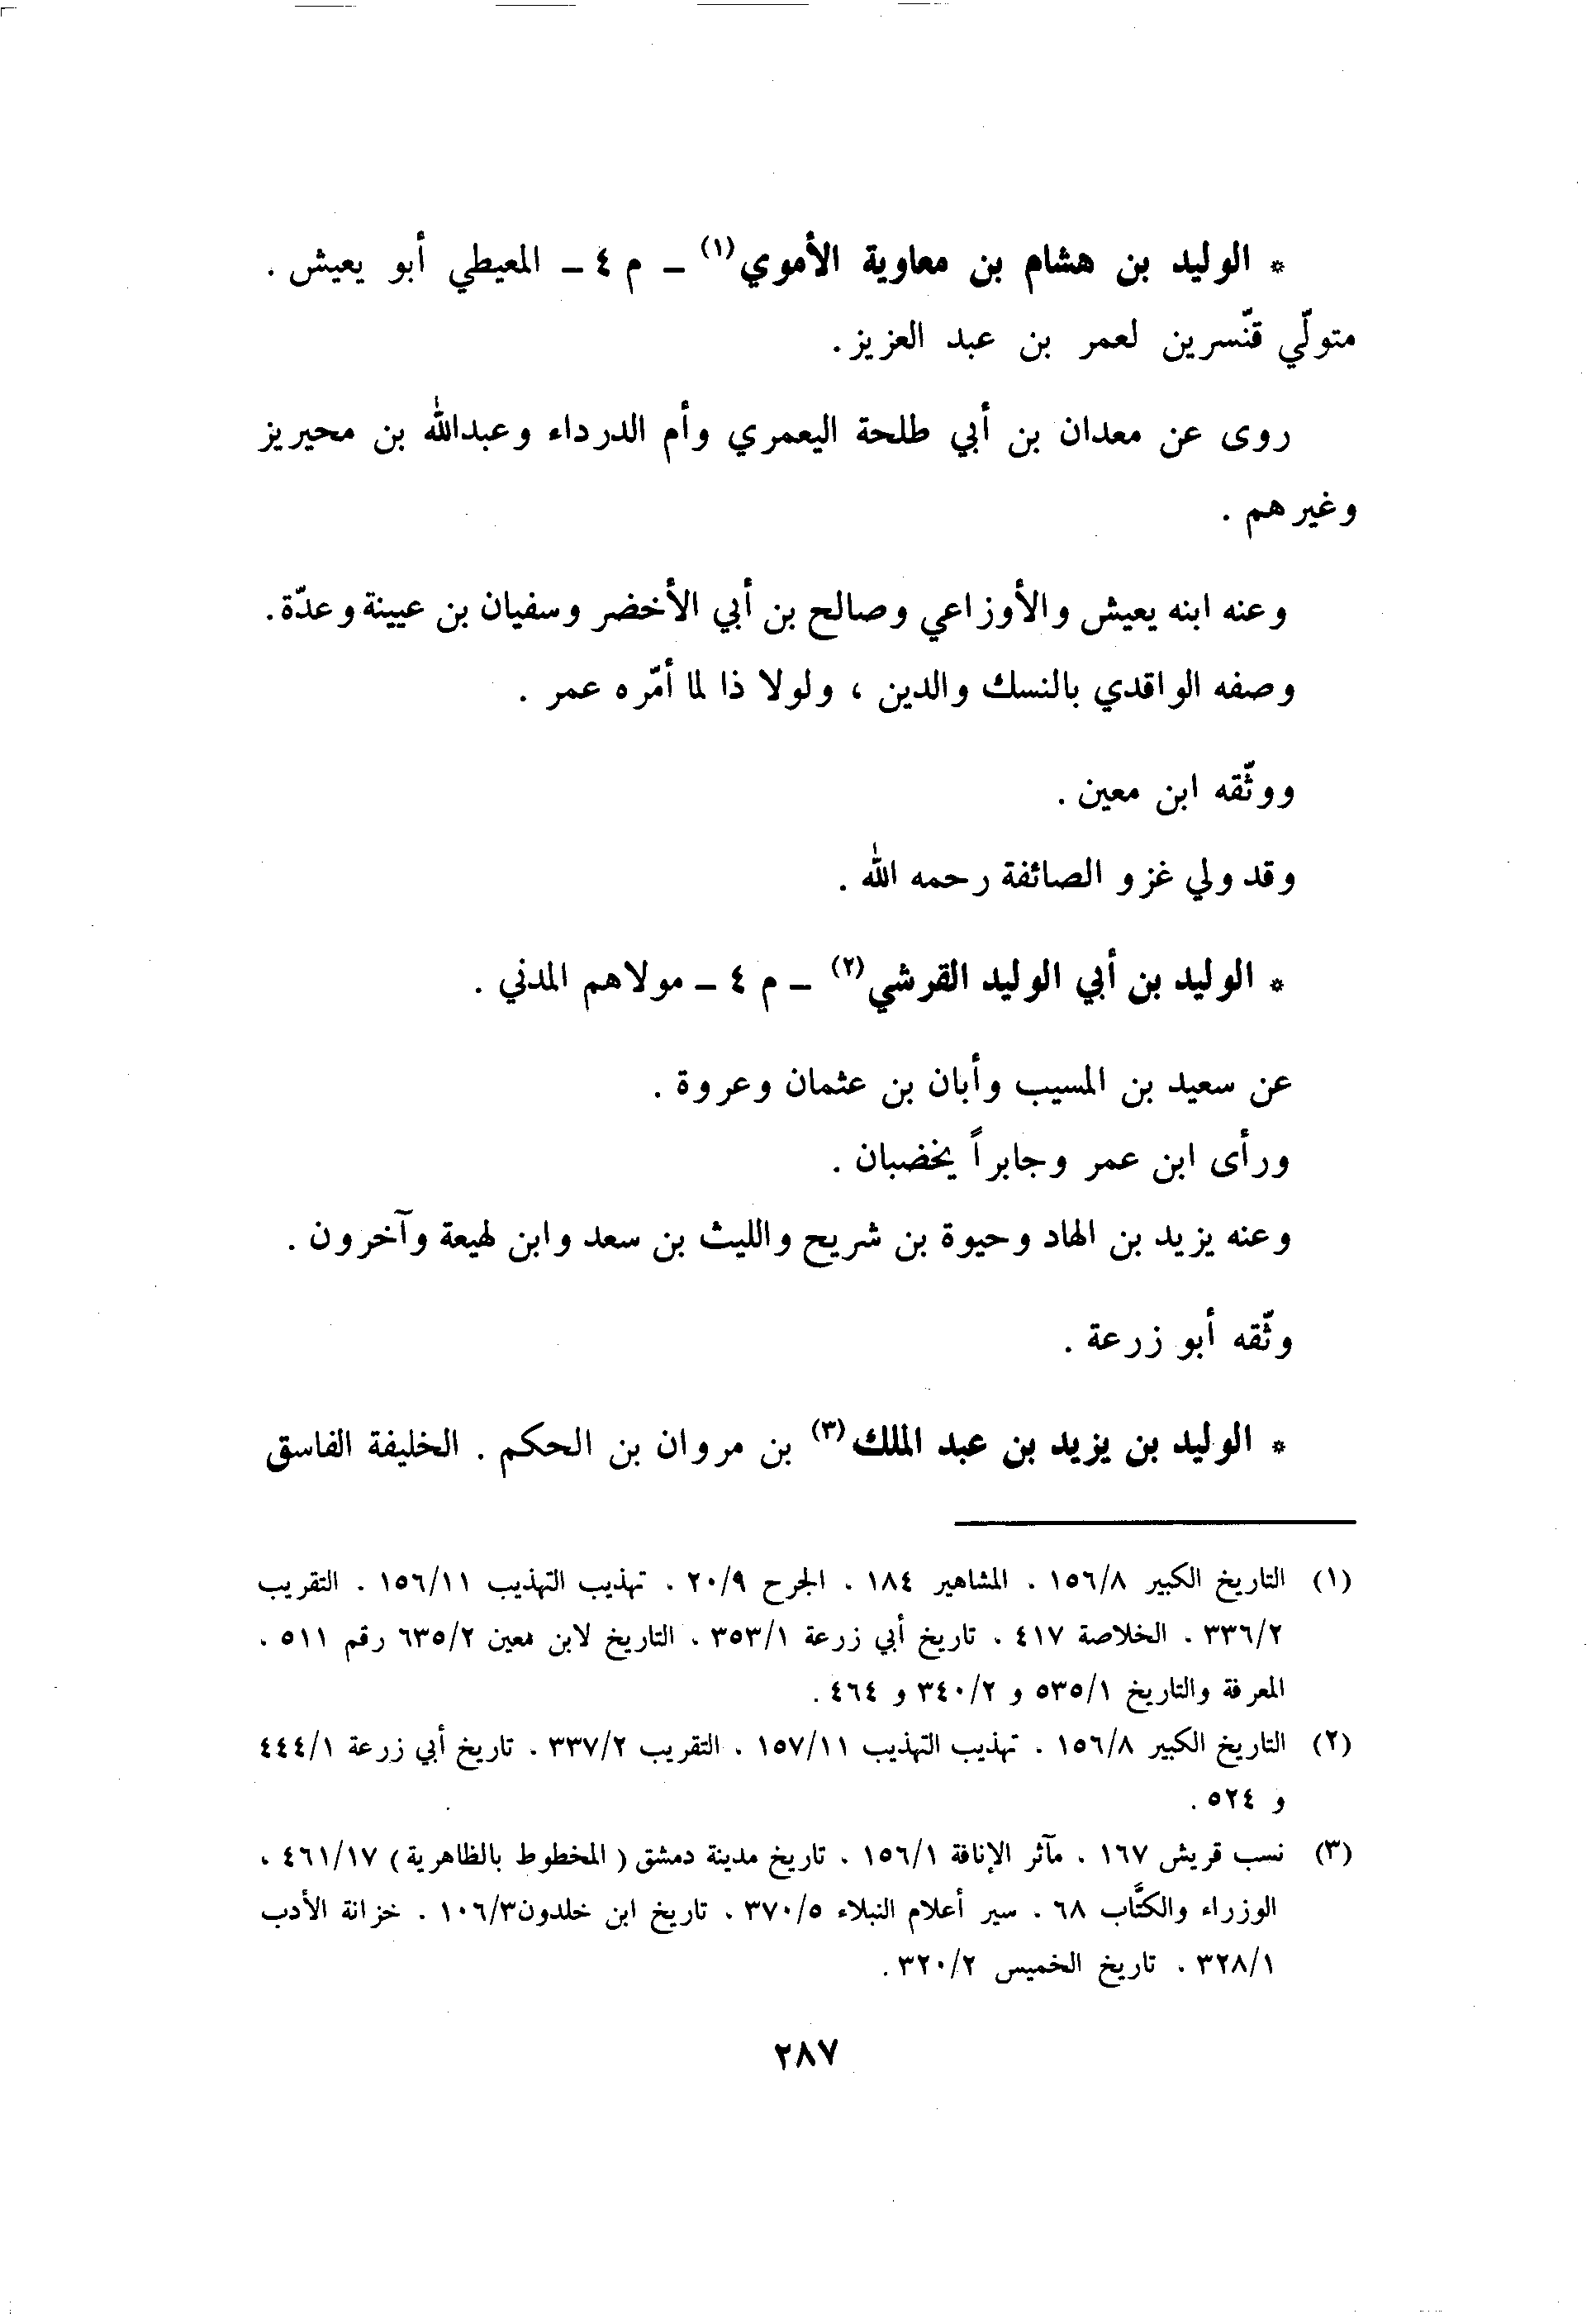 * الوليد بن هشام بن معاوية الأموي(١) – م ٤ – المعيطي أبو يعيش .
متولّي قنّسرين لعمر بن عبد العزيز .
روى عن معدان بن أبي طلحة اليعمري وأم الدرداء وعبدالله بن محيريز
وغيرهم .
وعنه ابنه يعيش والأوزاعي وصالح بن أبي الأخضر وسفيان بن عيينة وعدّة .
وصفه الواقدي بالنسك والدين ، ولولا ذا لما أمّره عمر .
ووثّقه ابن معين .
وقد ولي غزو الصائفة رحمه الله .
* الوليد بن أبي الوليد القرشي(٢) – م ٤ – مولاهم المدني .
عن سعيد بن المسيب وأبان بن عثمان وعروة .
ورأى ابن عمر وجابراً يخضبان .
وعنه يزيد بن الهاد وحيوة بن شريح والليث بن سعد وابن لهيعة وآخرون .
وثّقه أبو زرعة .
* الوليد بن يزيد بن عبد الملك(٣) بن مروان بن الحكم . الخليفة الفاسق
(١) التاريخ الكبير ١٥٦/٨ . المشاهير ١٨٤ . الجرح ٢٠/٩ . تهذيب التهذيب ١٥٦/١١ . التقريب
٣٣٦/٢ . الخلاصة ٤١٧ . تاريخ أبي زرعة ٣٥٣/١ . التاريخ لابن معين ٦٣٥/٢ رقم ٥١١ .
المعرفة والتاريخ ٥٣٥/١ و ٣٤٠/٢ و ٤٦٤ .
(٢) التاريخ الكبير ١٥٦/٨ . تهذيب التهذيب ١٥٧/١١ . التقريب ٣٣٧/٢ . تاريخ أبي زرعة ٤٤٤/١
و ٥٢٤ .
(٣) نسب قريش ١٦٧ . مآثر الإنافة ١٥٦/١ . تاريخ مدينة دمشق ( المخطوط بالظاهرية ) ٤٦١/١٧ .
الوزراء والكتَّاب ٦٨ . سير أعلام النبلاء ٣٧٠/٥ . تاريخ ابن خلدون ١٠٦/٣ . خزانة الأدب
٣٢٨/١ . تاريخ الخميس ٣٢٠/٢ .
٢٨٧